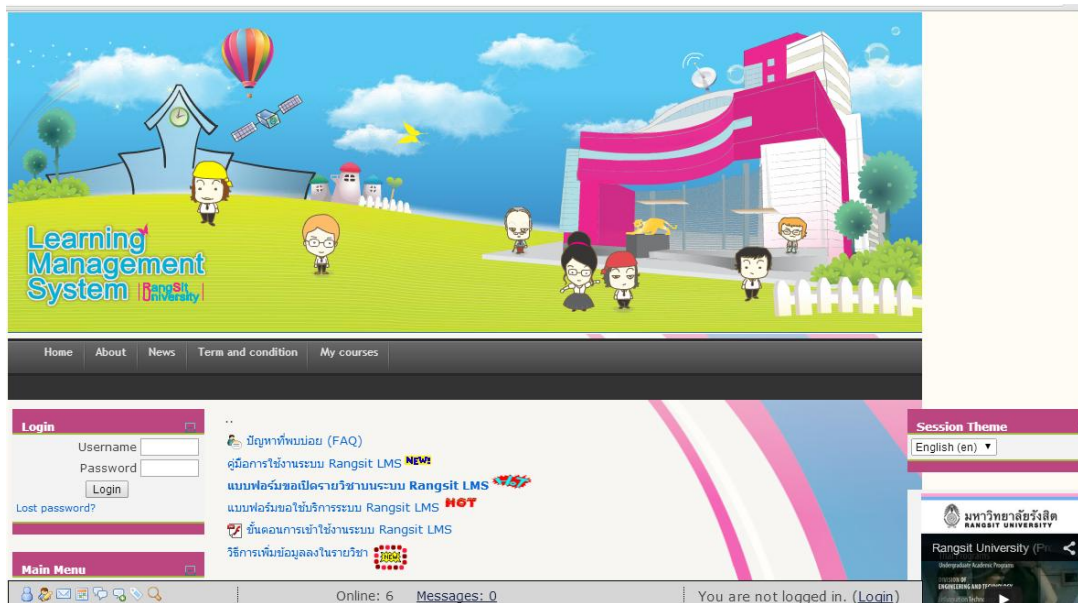 Learning
Management
System
RangSit
University
Home About News Term and condition My courses
Login
Username
Password
Login
Lost password?
Main Menu
..
ปัญหาที่พบบ่อย (FAQ)
คู่มือการใช้งานระบบ Rangsit LMS NEW!
แบบฟอร์มขอเปิดรายวิชาบนระบบ Rangsit LMS
แบบฟอร์มขอใช้บริการระบบ Rangsit LMS HOT
ขั้นตอนการเข้าใช้งานระบบ Rangsit LMS
วิธีการเพิ่มข้อมูลลงในรายวิชา NEW
Session Theme
English (en)
มหาวิทยาลัยรังสิต
RANGSIT UNIVERSITY
Rangsit University
Undergraduate Academic Programs
DIVISION OF
ENGINEERING AND TECHNOLOGY
Online: 6 Messages: 0 You are not logged in. (Login)